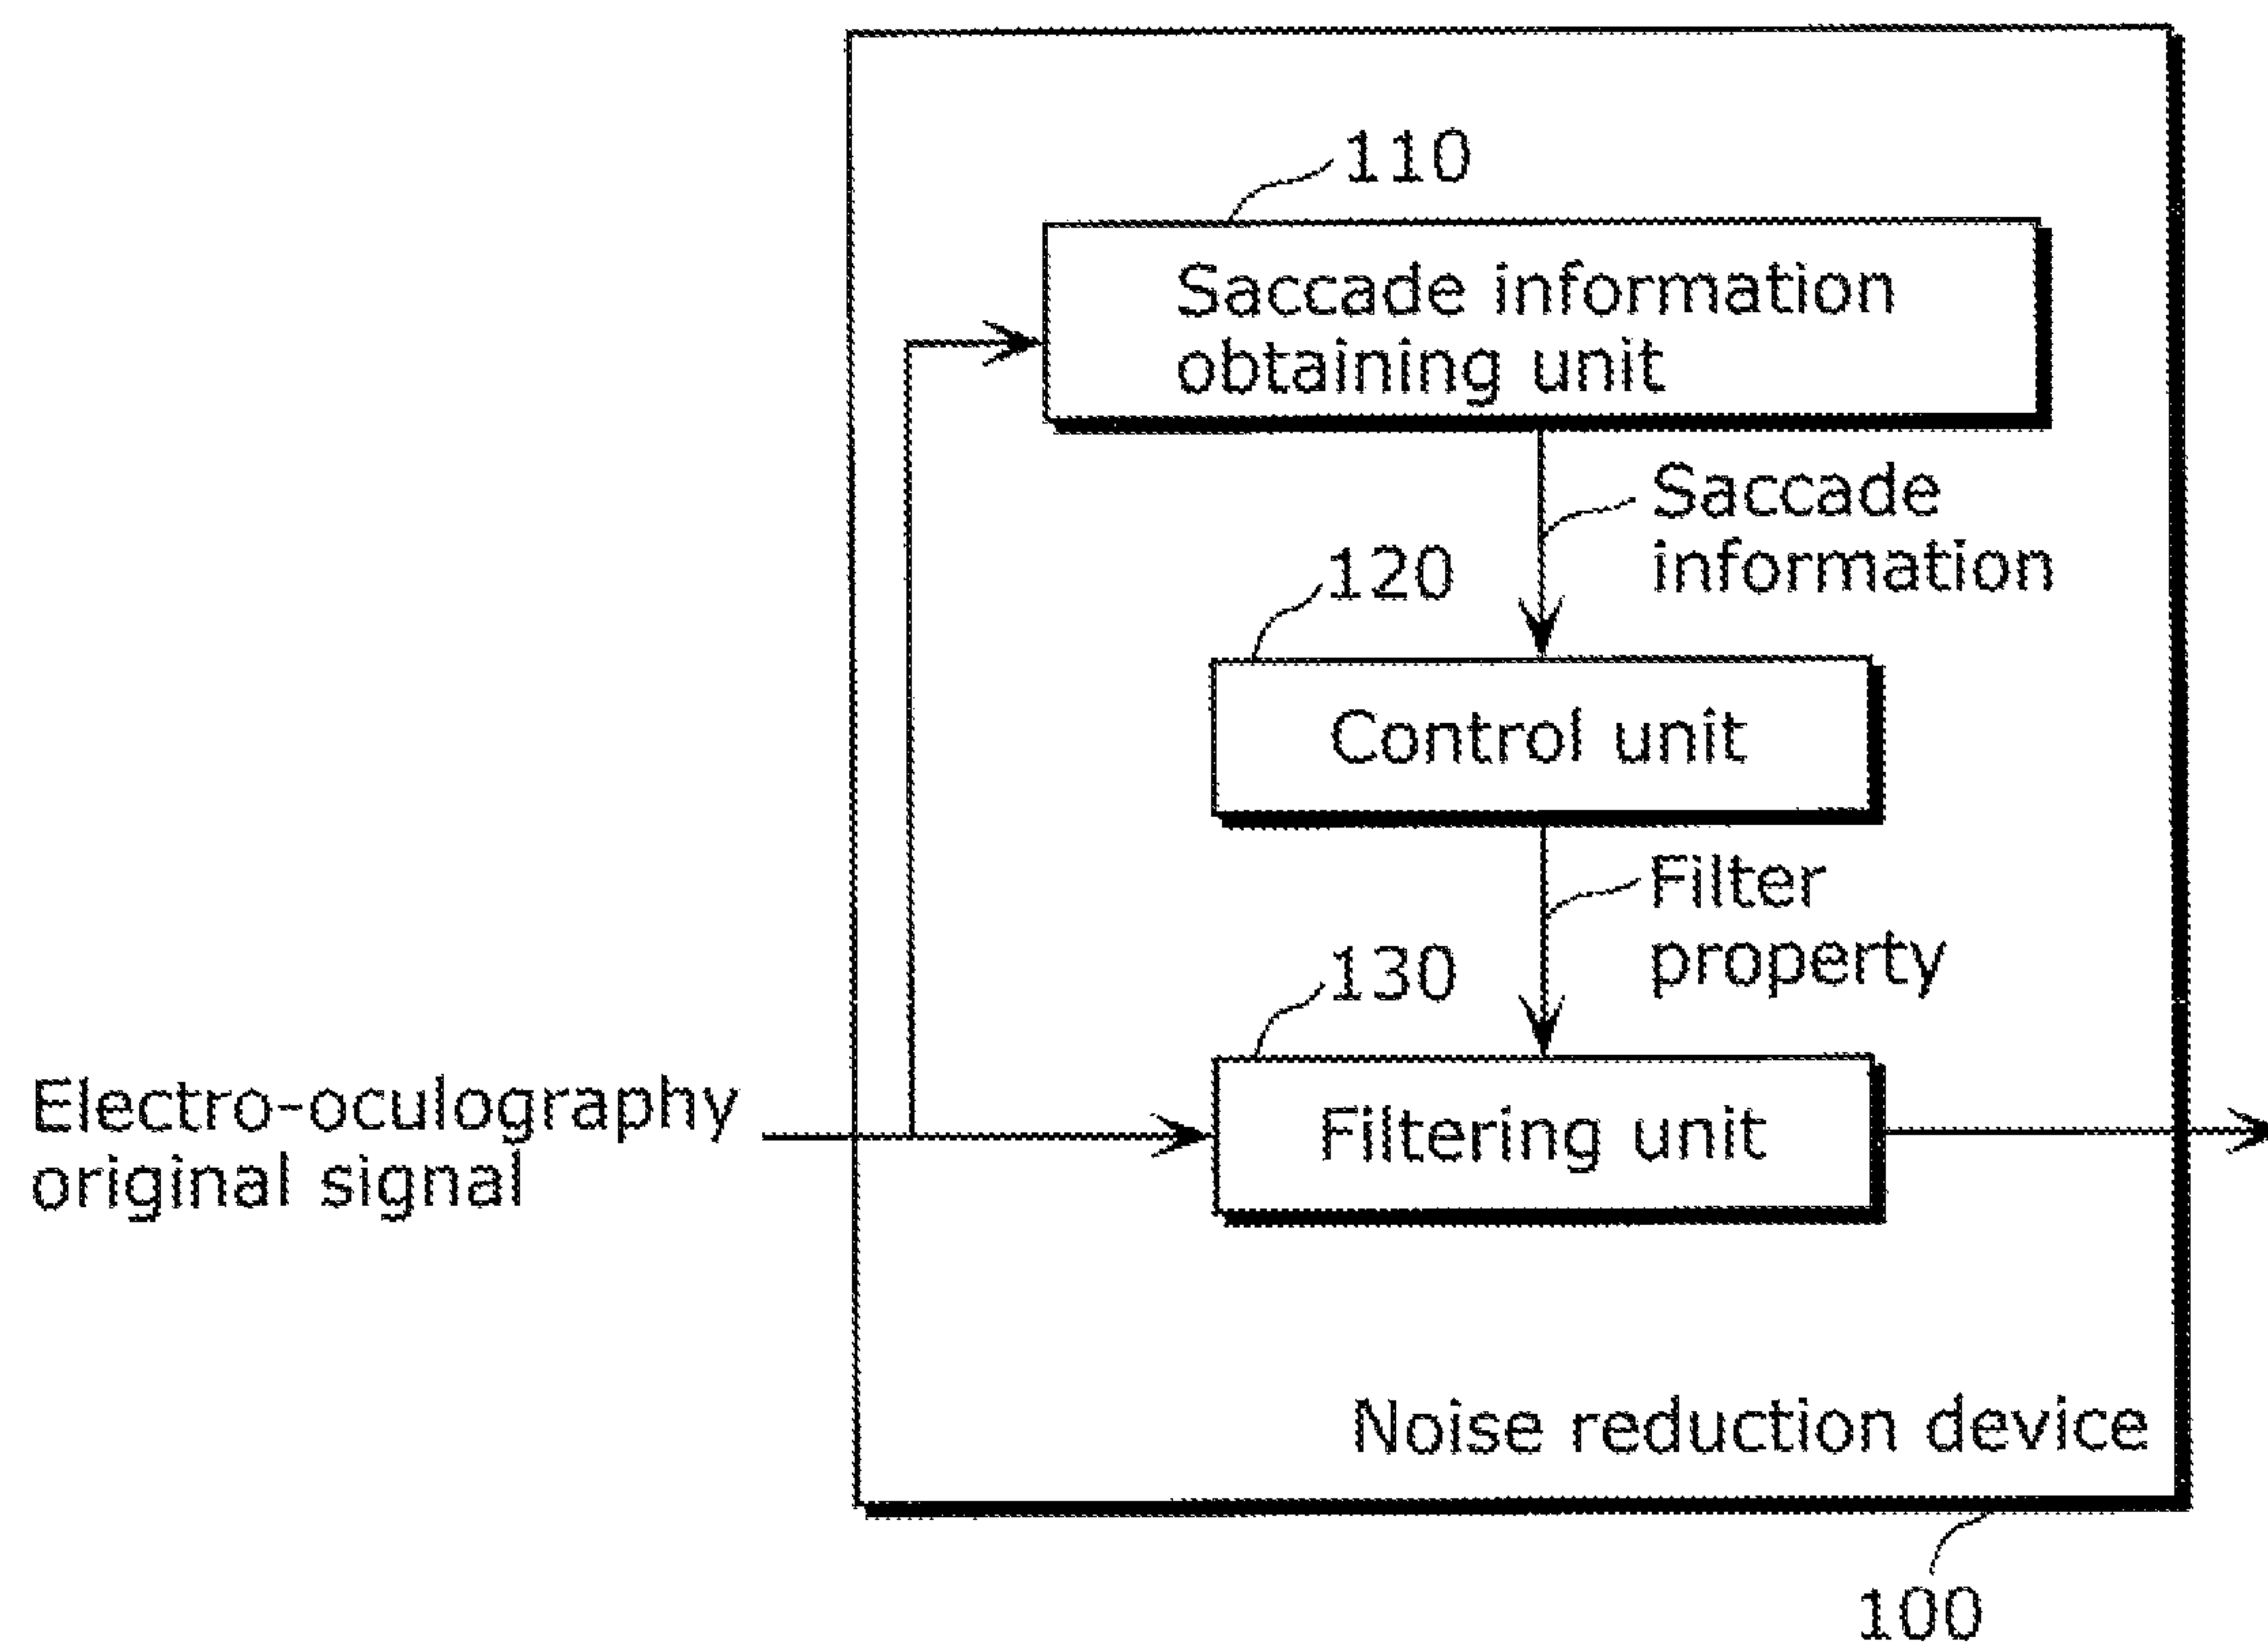 110
Saccade information
obtaining unit
Saccade
information
120
Control unit
Filter
property
130
Electro-oculography
original signal
Filtering unit
Noise reduction device
100